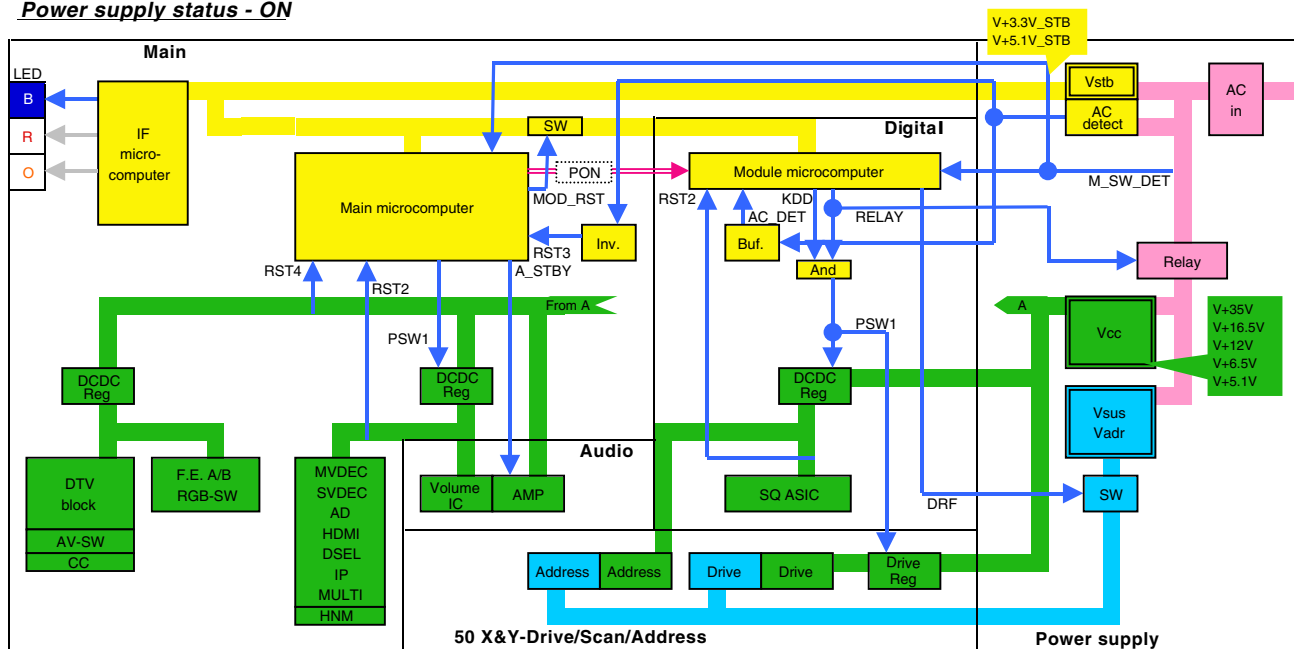 Power supply status - ON
V+3.3V_STB
V+5.1V_STB
Main
LED
B
R
O
IF
micro-
computer
SW
Digital
Vstb
AC
detect
AC
in
Main microcomputer
PON
MOD_RST
Module microcomputer
M_SW_DET
RST2
KDD
AC_DET
RELAY
RST3
Inv.
Buf.
A_STBY
And
Relay
RST4
RST2
From A
A
Vcc
V+35V
V+16.5V
V+12V
V+6.5V
V+5.1V
PSW1
PSW1
DCDC
Reg
DCDC
Reg
DCDC
Reg
Vsus
Vadr
Audio
DTV
block
AV-SW
CC
F.E. A/B
RGB-SW
MVDEC
SVDEC
AD
HDMI
DSEL
IP
MULTI
HNM
Volume
IC
AMP
SQ ASIC
DRF
SW
Address
Address
Drive
Drive
Drive
Reg
50 X&Y-Drive/Scan/Address
Power supply